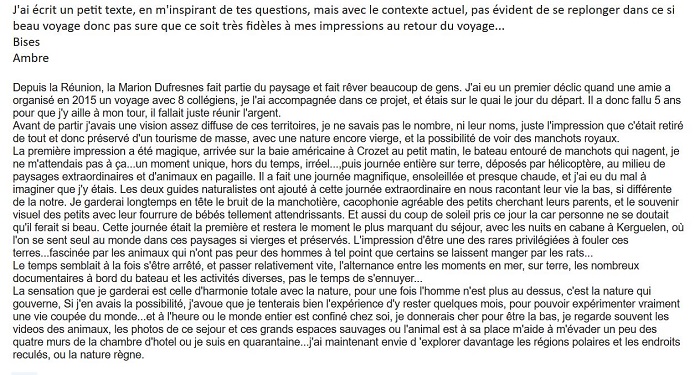 J'ai écrit un petit texte, en m'inspirant de tes questions, mais avec le contexte actuel, pas évident de se replonger dans ce si
beau voyage donc pas sure que ce soit très fidèles à mes impressions au retour du voyage...
Bises
Ambre
Depuis la Réunion, la Marion Dufresnes fait partie du paysage et fait rêver beaucoup de gens. J'ai eu un premier déclic quand une amie a
organisé en 2015 un voyage avec 8 collégiens, je l'ai accompagnée dans ce projet, et étais sur le quai le jour du départ. Il a donc fallu 5 ans
pour que j'y aille à mon tour, il fallait juste réunir l'argent.
Avant de partir j'avais une vision assez diffuse de ces territoires, je ne savais pas le nombre, ni leur noms, juste l'impression que c'était retiré
de tout et donc préservé d'un tourisme de masse, avec une nature encore vierge, et la possibilité de voir des manchots royaux.
La première impression a été magique, arrivée sur la baie américaine à Crozet au petit matin, le bateau entouré de manchots qui nagent, je
ne m'attendais pas à ça...un moment unique, hors du temps, irréel....,puis journée entière sur terre, déposés par hélicoptère, au milieu de
paysages extraordinaires et d'animaux en pagaille. Il a fait une journée magnifique, ensoleillée et presque chaude, et j'ai eu du mal à
imaginer que j'y étais. Les deux guides naturalistes ont ajouté à cette journée extraordinaire en nous racontant leur vie la bas, si différente
de la notre. Je garderai longtemps en tête le bruit de la manchotière, cacophonie agréable des petits cherchant leurs parents, et le souvenir
visuel des petits avec leur fourrure de bébés tellement attendrissants. Et aussi du coup de soleil pris ce jour la car personne ne se doutait
qu'il ferait si beau. Cette journée était la première et restera le moment le plus marquant du séjour, avec les nuits en cabane à Kerguelen, où
l'on se sent seul au monde dans ces paysages si vierges et préservés. L'impression d'être une des rares privilégiées à fouler ces
terres...fascinée par les animaux qui n'ont pas peur des hommes à tel point que certains se laissent manger par les rats...
Le temps semblait à la fois s'être arrêté, et passer relativement vite, l'alternance entre les moments en mer, sur terre, les nombreux
documentaires à bord du bateau et les activités diverses, pas le temps de s'ennuyer...
La sensation que je garderai est celle d'harmonie totale avec la nature, pour une fois l'homme n'est plus au dessus, c'est la nature qui
gouverne, Si j'en avais la possibilité, j'avoue que je tenterais bien l'expérience d'y rester quelques mois, pour pouvoir expérimenter vraiment
une vie coupée du monde...et à l'heure ou le monde entier est confiné chez soi, je donnerais cher pour être la bas, je regarde souvent les
videos des animaux, les photos de ce sejour et ces grands espaces sauvages ou l'animal est à sa place m'aide à m'évader un peu des
quatre murs de la chambre d'hotel ou je suis en quarantaine...j'ai maintenant envie d 'explorer davantage les régions polaires et les endroits
reculés, ou la nature règne.